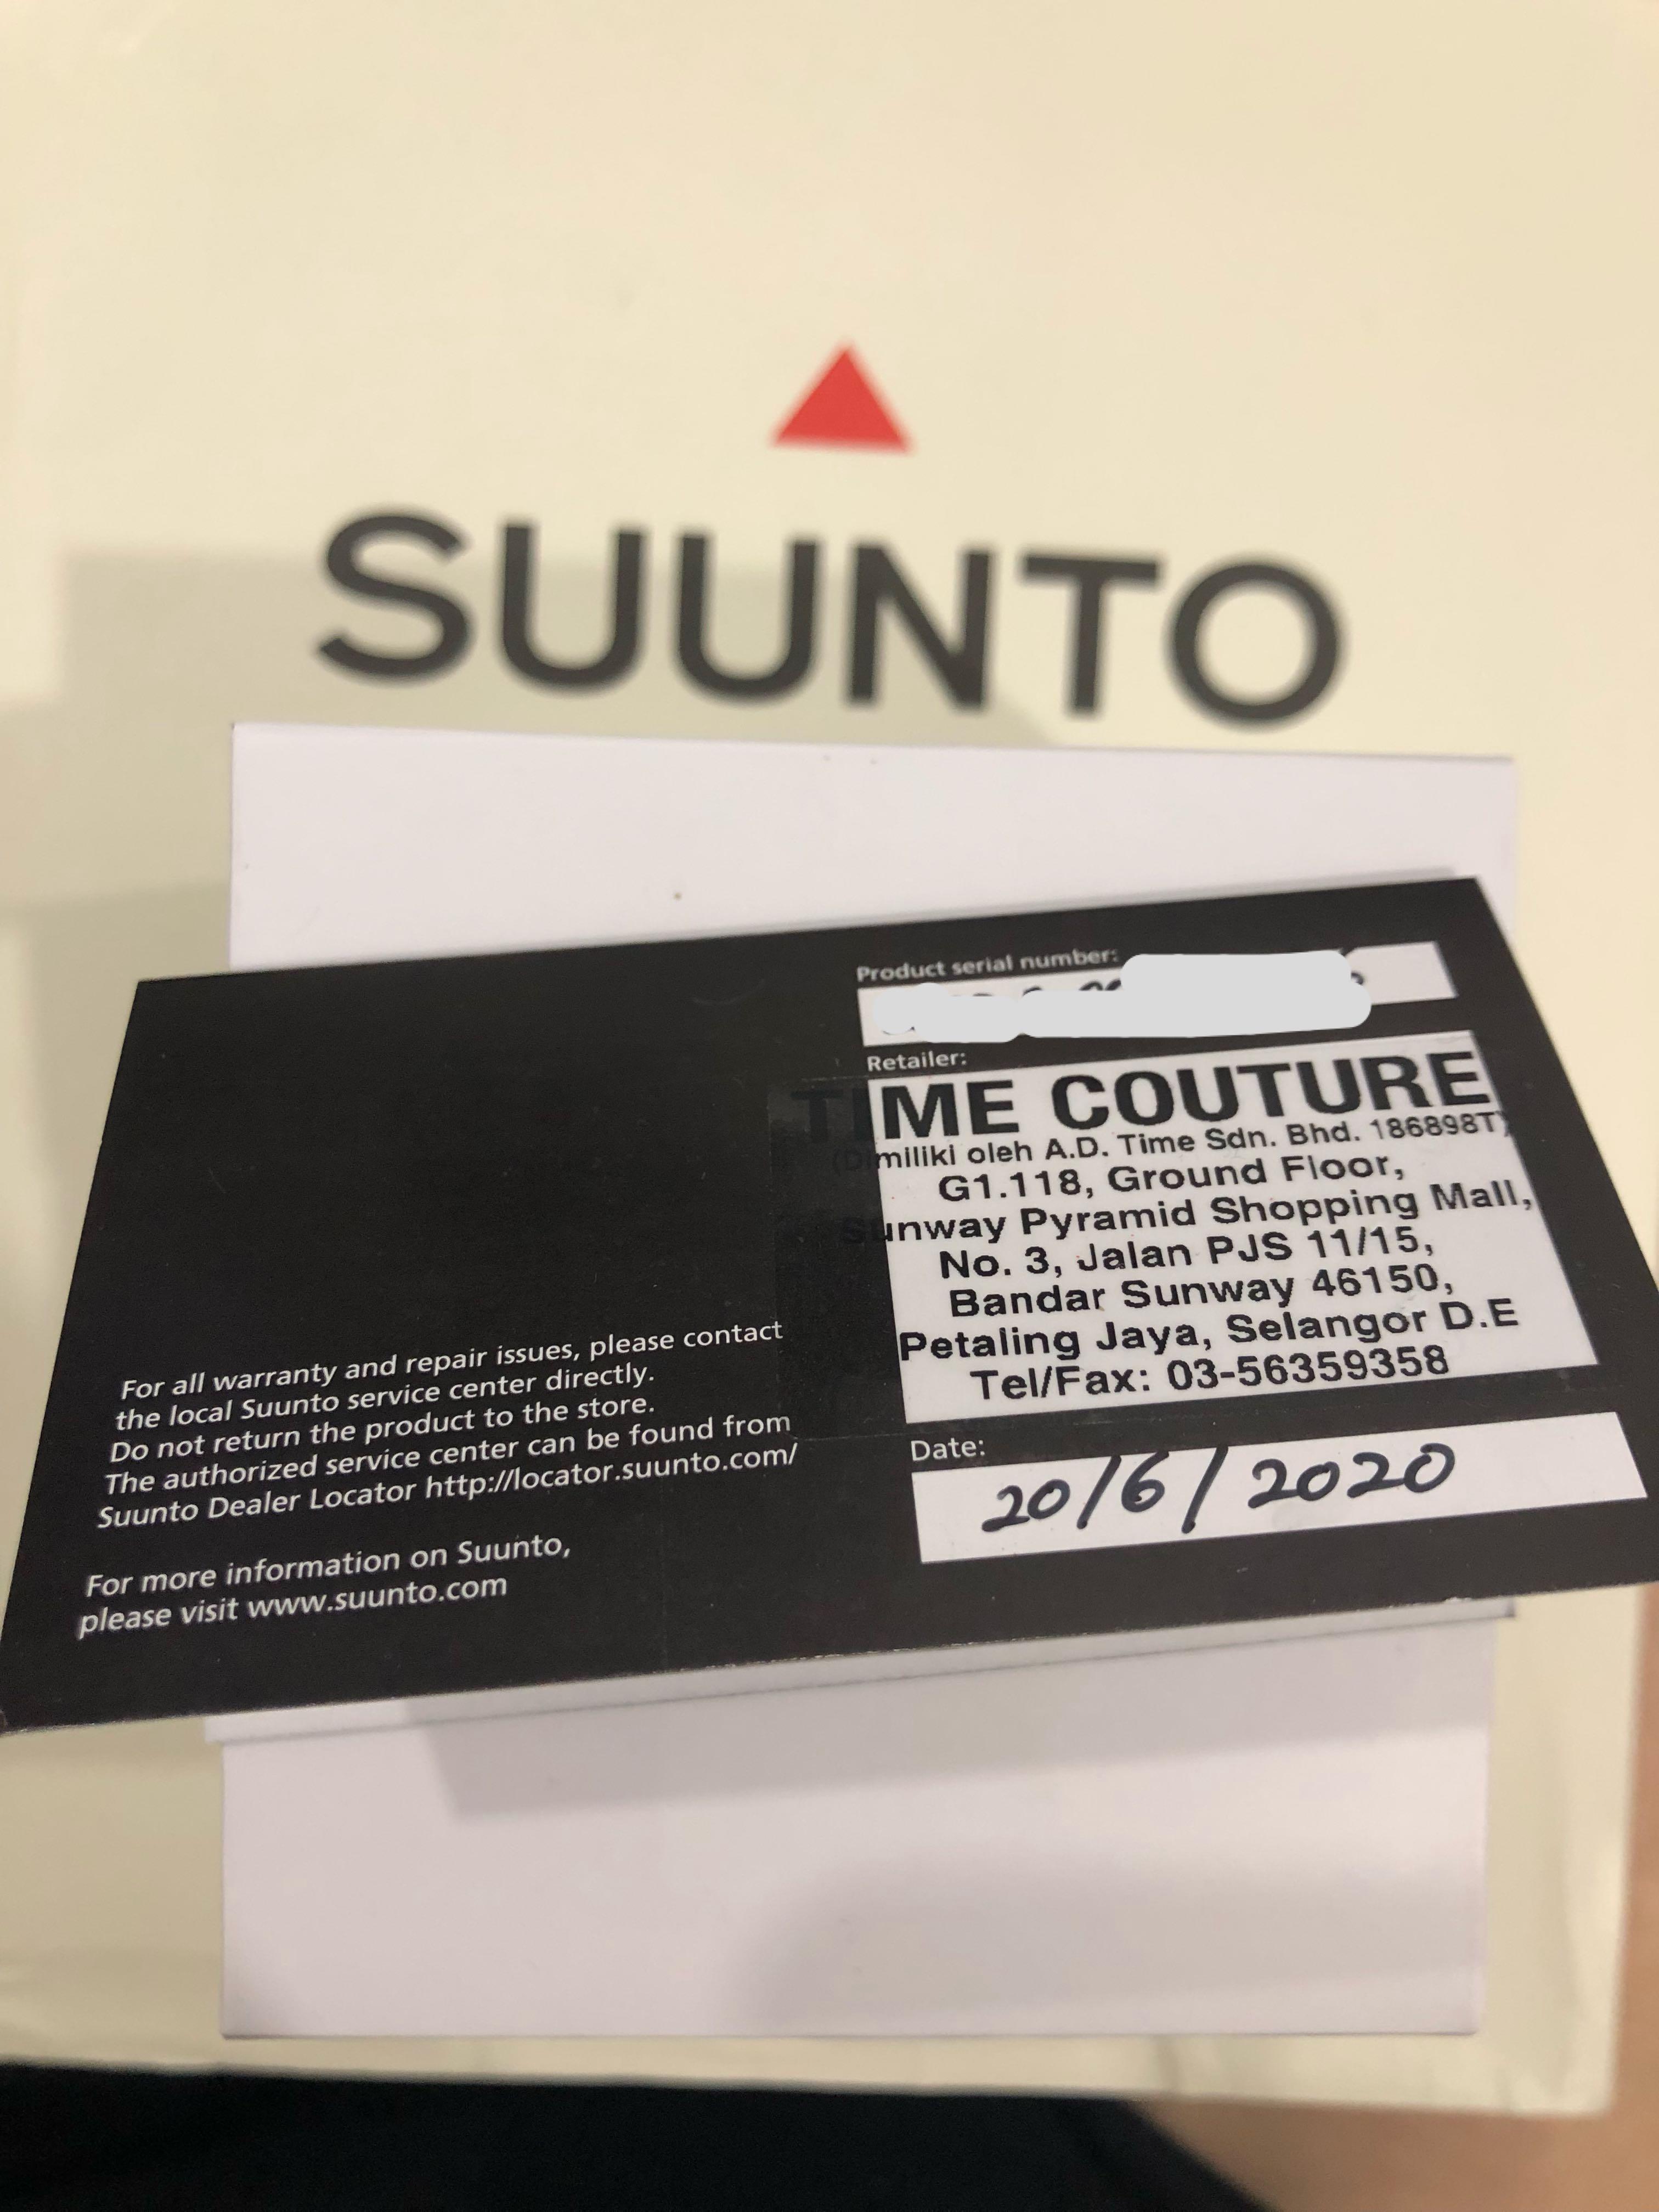 SUUNTO
Product serial number:
Retailer:
TIME COUTURE
(Dimiliki oleh A.D. Time Sdn. Bhd. 186898T)
G1.118, Ground Floor,
Sunway Pyramid Shopping Mall,
No. 3, Jalan PJS 11/15,
Bandar Sunway 46150,
Petaling Jaya, Selangor D.E
Tel/Fax: 03-56359358
Date:
20/6/2020
For all warranty and repair issues, please contact
the local Suunto service center directly.
Do not return the product to the store.
The authorized service center can be found from
Suunto Dealer Locator http://locator.suunto.com/
For more information on Suunto,
please visit www.suunto.com